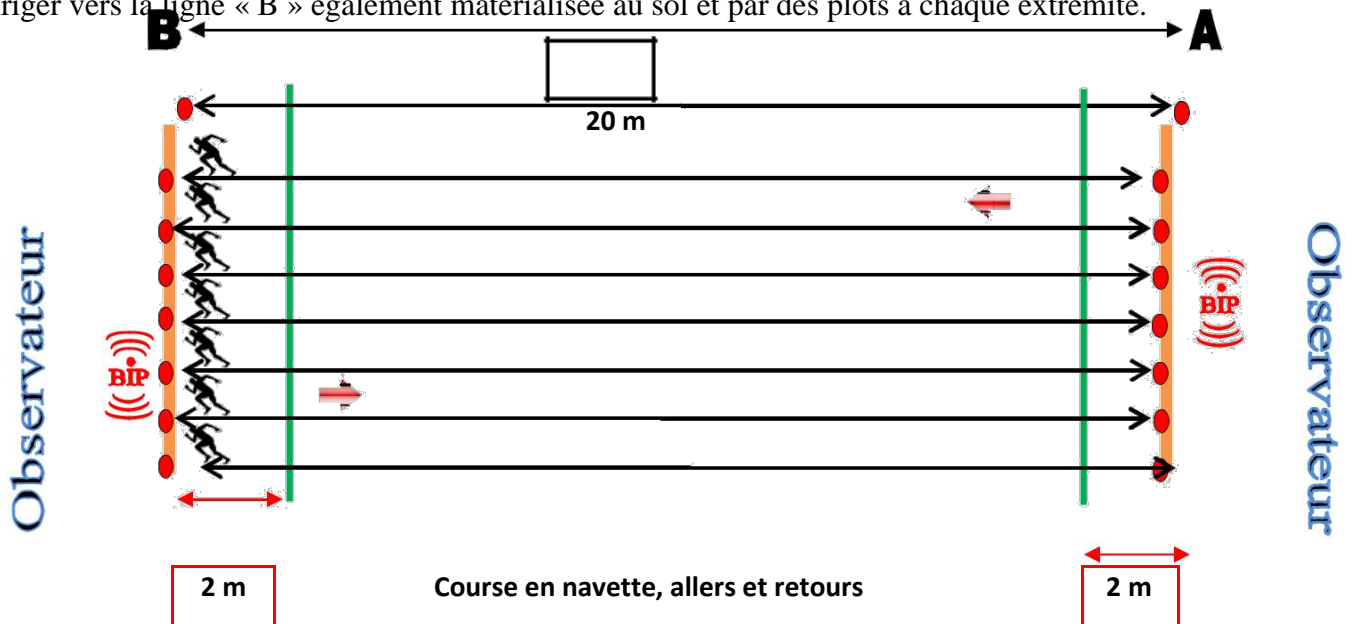 riger vers la ligne « B » également matérialisée au sol et par des plots à chaque extrémité.
B
A
20 m
Observateur
BIP
BIP
Observateur
2 m
Course en navette, allers et retours
2 m